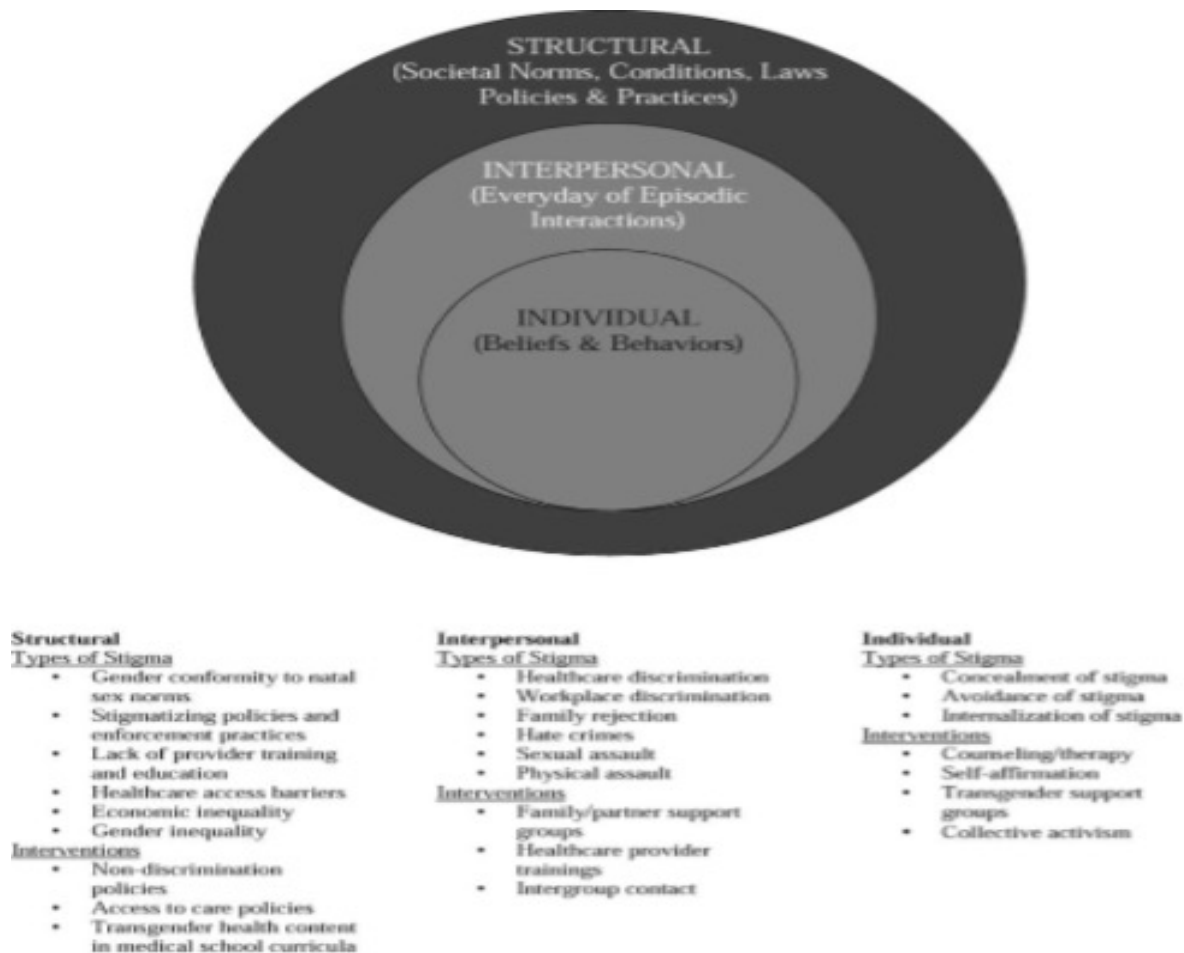 STRUCTURAL
(Societal Norms, Conditions, Laws
Policies & Practices)
INTERPERSONAL
(Everyday of Episodic
Interactions)
INDIVIDUAL
(Beliefs & Behaviors)
Structural
Types of Stigma
• Gender conformity to natal
sex norms
• Stigmatizing policies and
enforcement practices
• Lack of provider training
and education
• Healthcare access barriers
• Economic inequality
• Gender inequality
Interventions
• Non-discrimination
policies
• Access to care policies
• Transgender health content
in medical school curricula
Interpersonal
Types of Stigma
• Healthcare discrimination
• Workplace discrimination
• Family rejection
• Hate crimes
• Sexual assault
• Physical assault
Interventions
• Family/partner support
groups
• Healthcare provider
trainings
• Intergroup contact
Individual
Types of Stigma
• Concealment of stigma
• Avoidance of stigma
• Internalization of stigma
Interventions
• Counseling/therapy
• Self-affirmation
• Transgender support
groups
• Collective activism